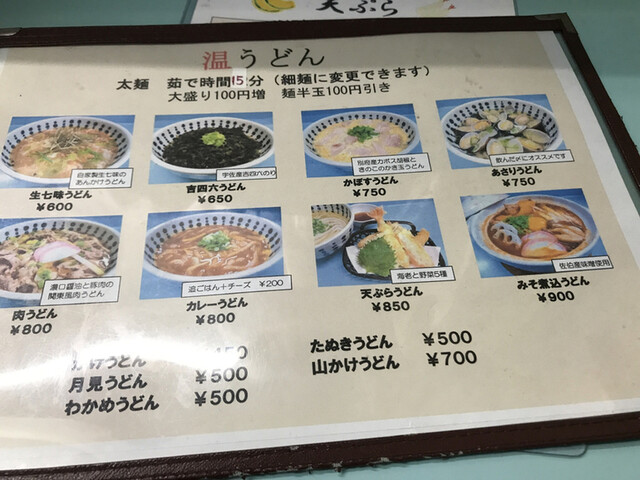 天ぷら
温うどん
太麺 茹で時間15分（細麺に変更できます）
大盛り100円増 麺半玉100円引き
自家製生七味の
あんかけうどん
生七味うどん
￥600
宇佐産吉四六のり
吉四六うどん
￥650
別府産カボス胡椒と
きのこのかき玉うどん
かぼすうどん
￥750
飲んだ〆にオススメです
あさりうどん
￥750
濃口醤油と豚肉の
関東風肉うどん
肉うどん
￥800
追ごはん+チーズ ￥200
カレーうどん
￥800
海老と野菜5種
天ぷらうどん
￥850
佐伯産味噌使用
みそ煮込うどん
￥900
うどん
月見うどん ￥500
わかめうどん ￥500
たぬきうどん ￥500
山かけうどん ￥700